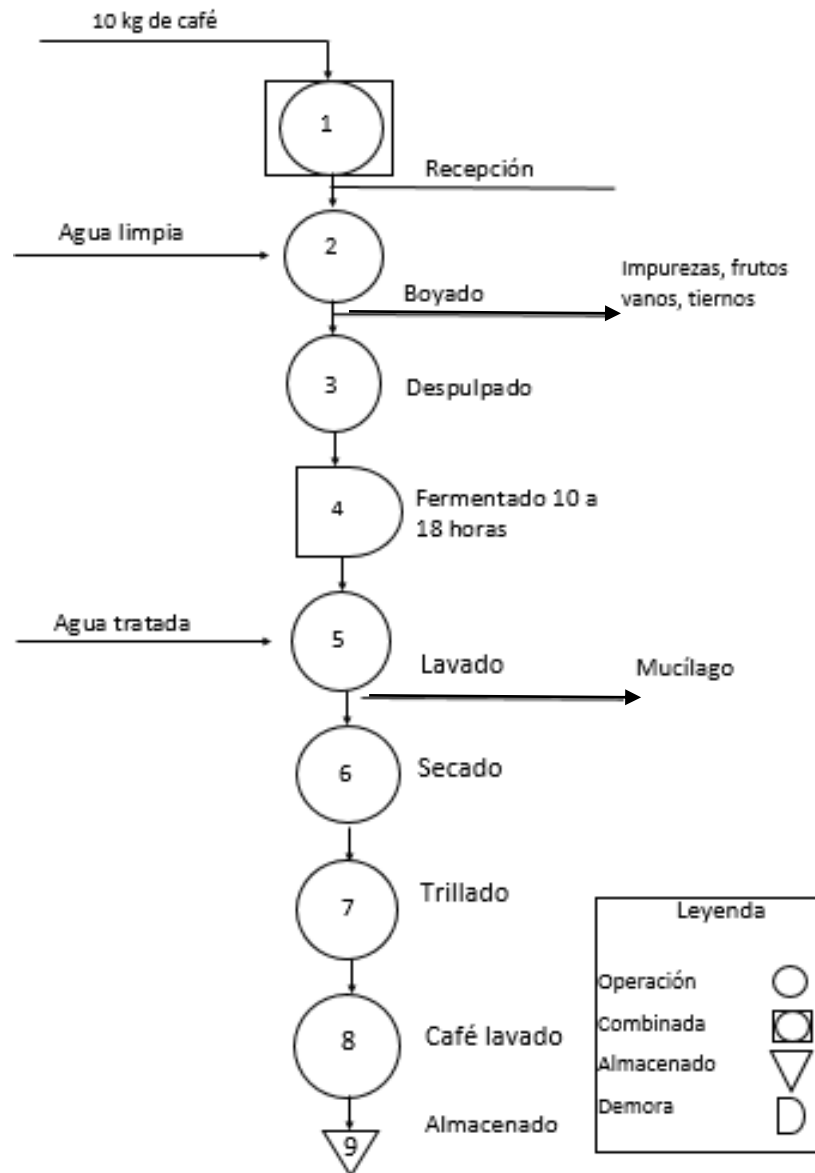 10 kg de café
1
Recepción
Agua limpia
2
Impurezas, frutos
vanos, tiernos
Boyado
3
Despulpado
4
Fermentado 10 a
18 horas
Agua tratada
5
Lavado
Mucílago
6
Secado
7
Trillado
8
Café lavado
9
Almacenado
Leyenda
Operación
Combinada
Almacenado
Demora